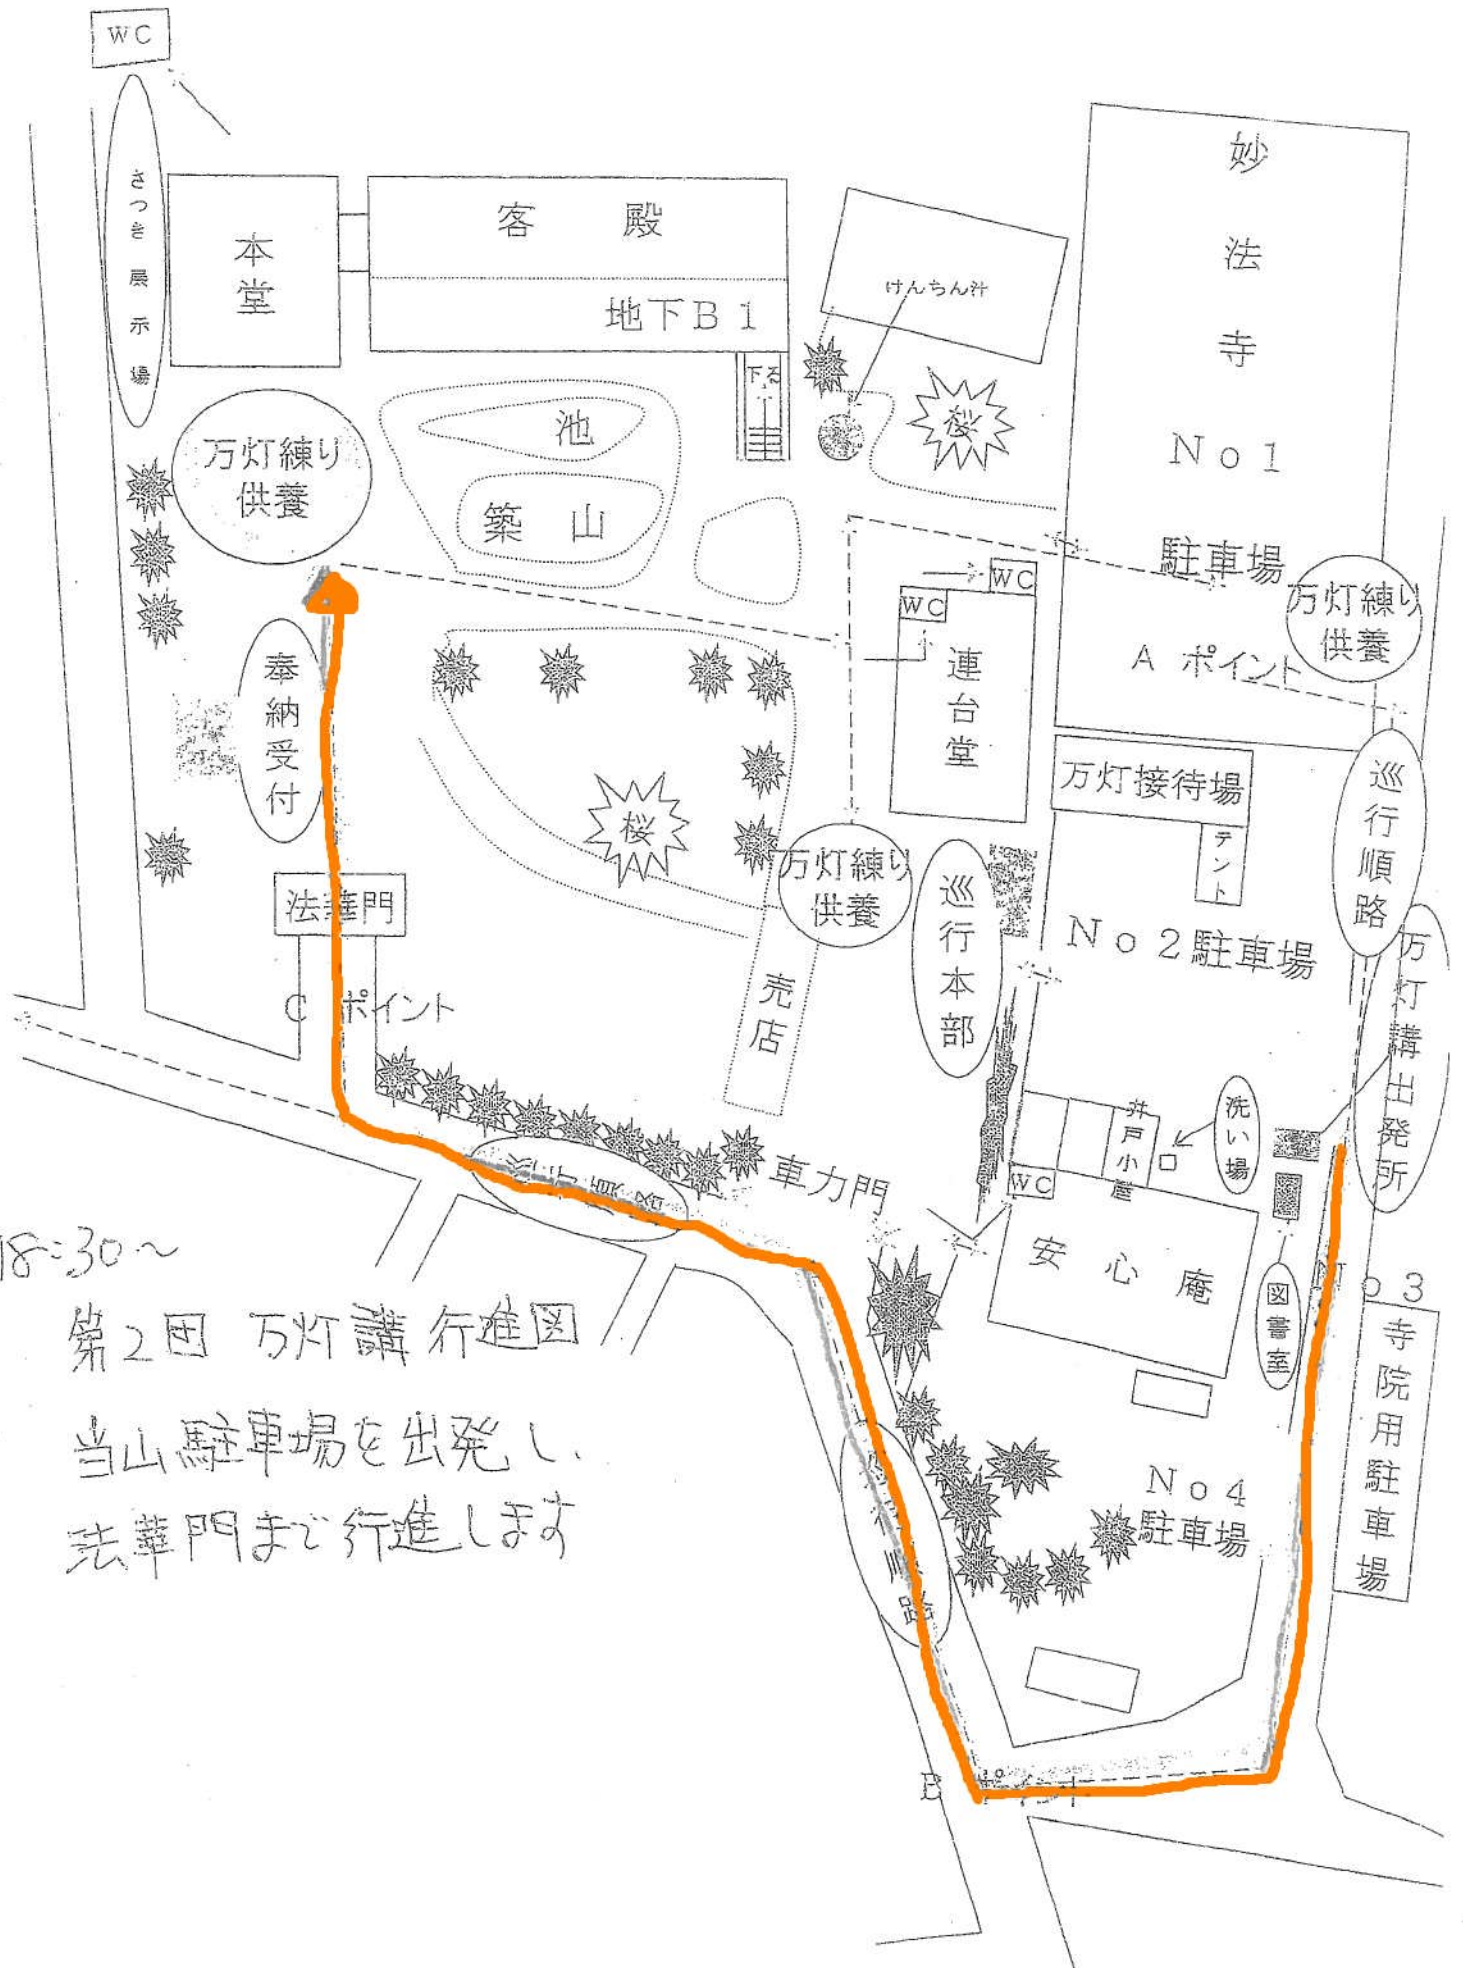 WC
さつき展示場
本堂
客殿
地下B1
下る
けんちん汁
妙法寺
No1
駐車場
A ポイント
万灯練り
供養
池
築山
桜
万灯練り
供養
WC
WC
連台堂
奉納受付
桜
万灯接待場
テント
巡行順路
万灯練り
供養
巡行本部
No2駐車場
万灯講出発所
法華門
C ポイント
売店
井戸小屋
洗い場
WC
車力門
安心庵
図書室
No3
寺院用駐車場
No4
駐車場
B ポイント
18:30〜
第2団 万灯講 行進図
当山駐車場を出発し、
法華門まで行進します